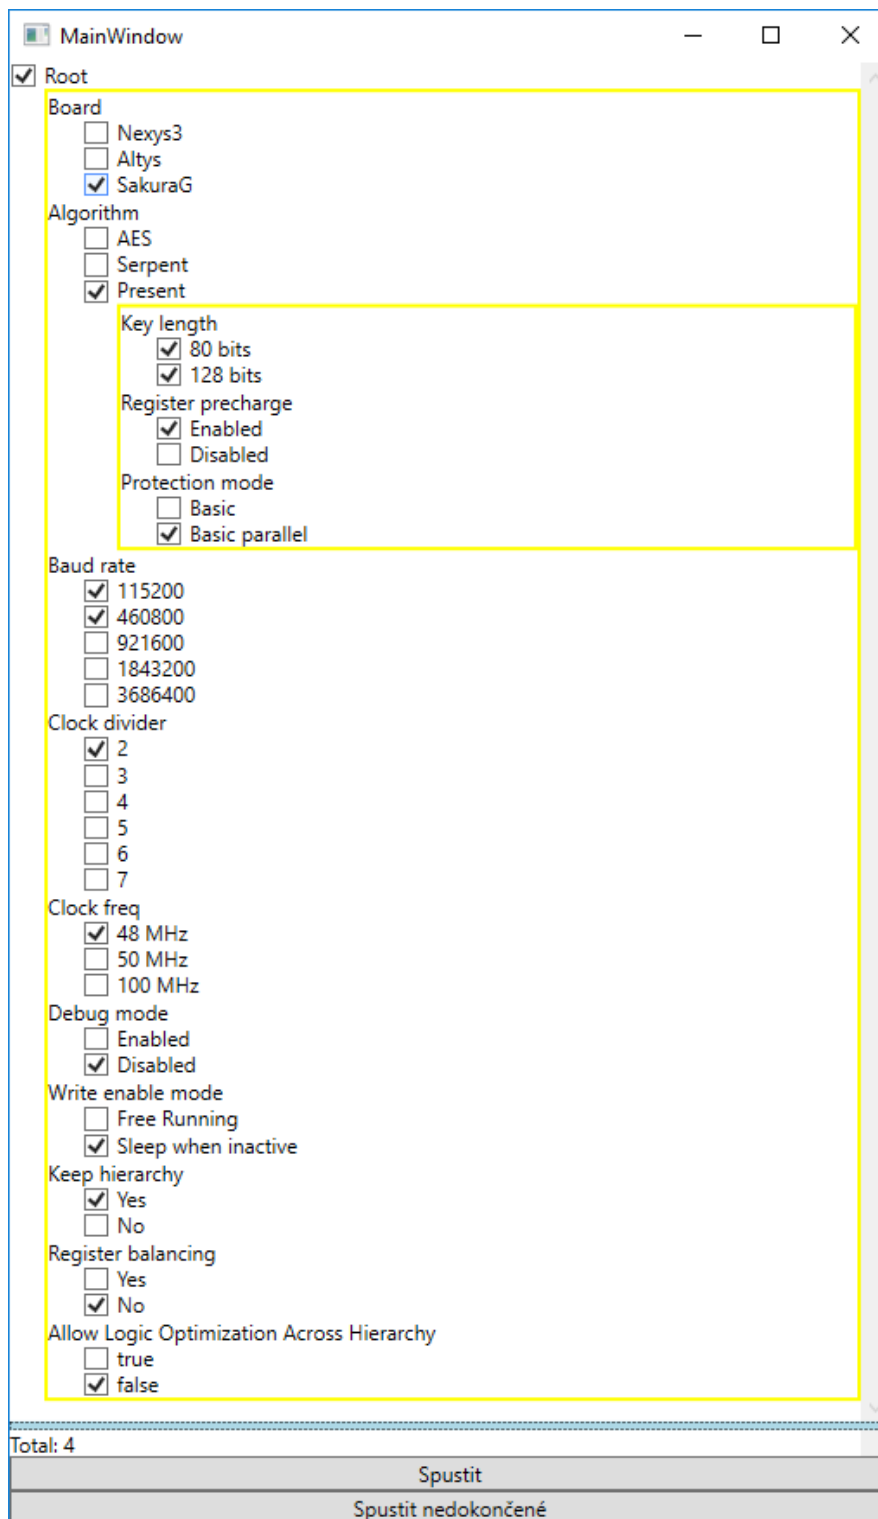 MainWindow
Root
Board
Nexys3
Altys
SakuraG
Algorithm
AES
Serpent
Present
Key length
80 bits
128 bits
Register precharge
Enabled
Disabled
Protection mode
Basic
Basic parallel
Baud rate
115200
460800
921600
1843200
3686400
Clock divider
2
3
4
5
6
7
Clock freq
48 MHz
50 MHz
100 MHz
Debug mode
Enabled
Disabled
Write enable mode
Free Running
Sleep when inactive
Keep hierarchy
Yes
No
Register balancing
Yes
No
Allow Logic Optimization Across Hierarchy
true
false
Total: 4
Spustit
Spustit nedokončené